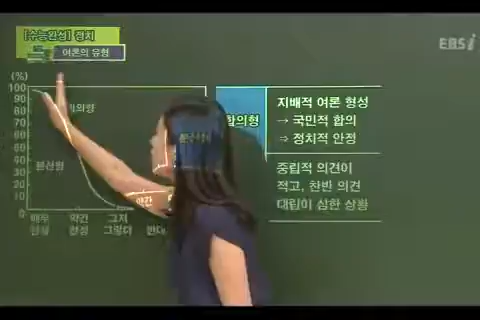 [수능완성] 정치
여론의 유형
EBSi
(%)
100
90
80
70
60
50
40
30
20
10
0
분산형
약간
매우
찬성
약간
찬성
그저
그렇다
반대
합의형
지배적 여론 형성
→ 국민적 합의
⇒ 정치적 안정
중립적 의견이
적고, 찬반 의견
대립이 심한 상황